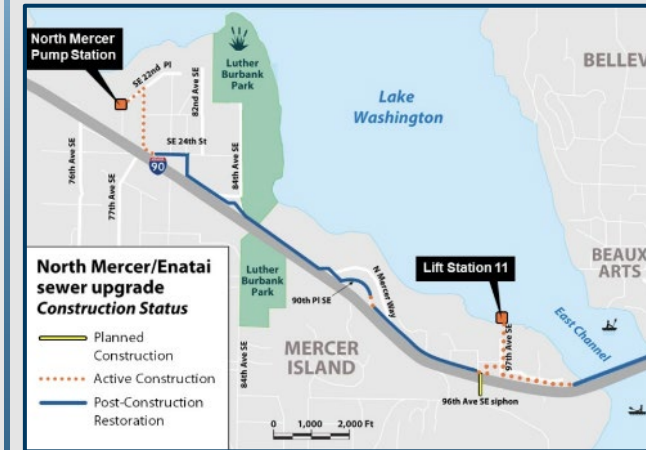 North Mercer
Pump Station
SE 22nd Pl
82nd Ave SE
Luther
Burbank
Park
BELLEV
Lake
Washington
SE 24th St
90
76th Ave SE
77th Ave SE
84th Ave SE
North Mercer/Enatai
sewer upgrade
Construction Status
Planned
Construction
Active Construction
Post-Construction
Restoration
Luther
Burbank
Park
84th Ave SE
90th Pl SE
N Mercer Way
MERCER
ISLAND
Lift Station 11
97th Ave SE
96th Ave SE siphon
East Channel
BEAUX
ARTS
0 1,000 2,000 Ft